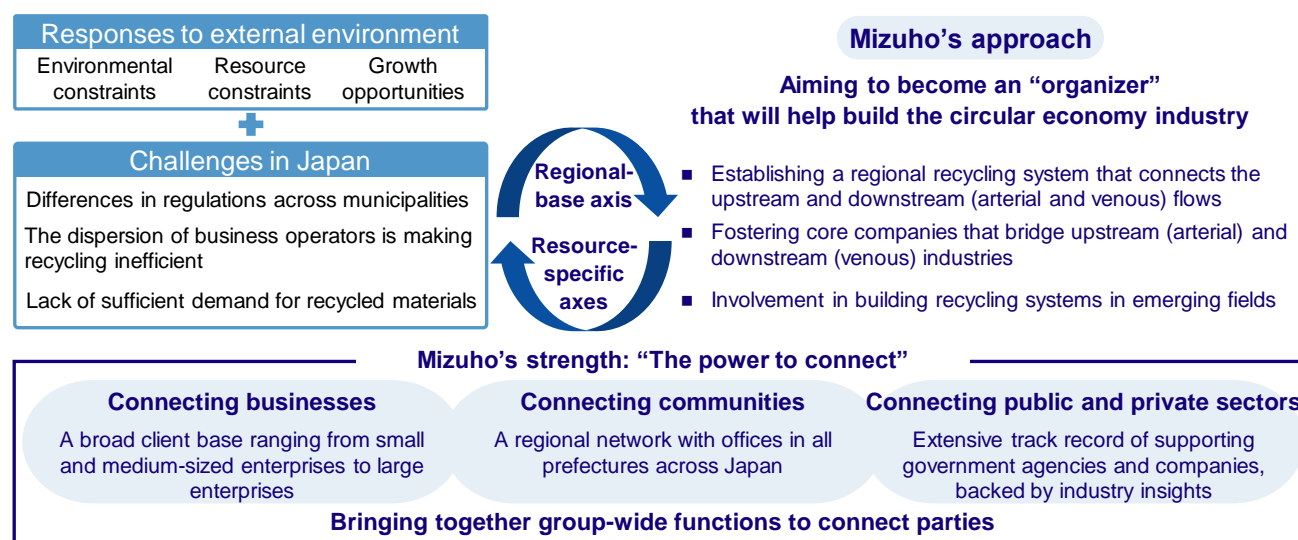 Responses to external environment
Environmental constraints
Resource constraints
Growth opportunities
Challenges in Japan
Differences in regulations across municipalities
The dispersion of business operators is making
recycling inefficient
Lack of sufficient demand for recycled materials
Regional-
base axis
Resource-
specific
axes
Mizuho's approach
Aiming to become an “organizer”
that will help build the circular economy industry
■ Establishing a regional recycling system that connects the
upstream and downstream (arterial and venous) flows
■ Fostering core companies that bridge upstream (arterial) and
downstream (venous) industries
■ Involvement in building recycling systems in emerging fields
Mizuho's strength: “The power to connect”
Connecting businesses
A broad client base ranging from small
and medium-sized enterprises to large
enterprises
Connecting communities
A regional network with offices in all
prefectures across Japan
Connecting public and private sectors
Extensive track record of supporting
government agencies and companies,
backed by industry insights
Bringing together group-wide functions to connect parties